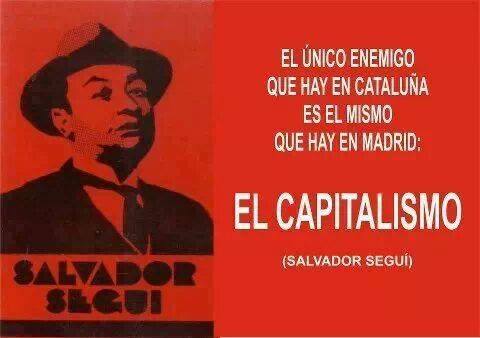 SALVADOR
SEGUI
EL ÚNICO ENEMIGO
QUE HAY EN CATALUÑA
ES EL MISMO
QUE HAY EN MADRID:
EL CAPITALISMO
(SALVADOR SEGUÍ)